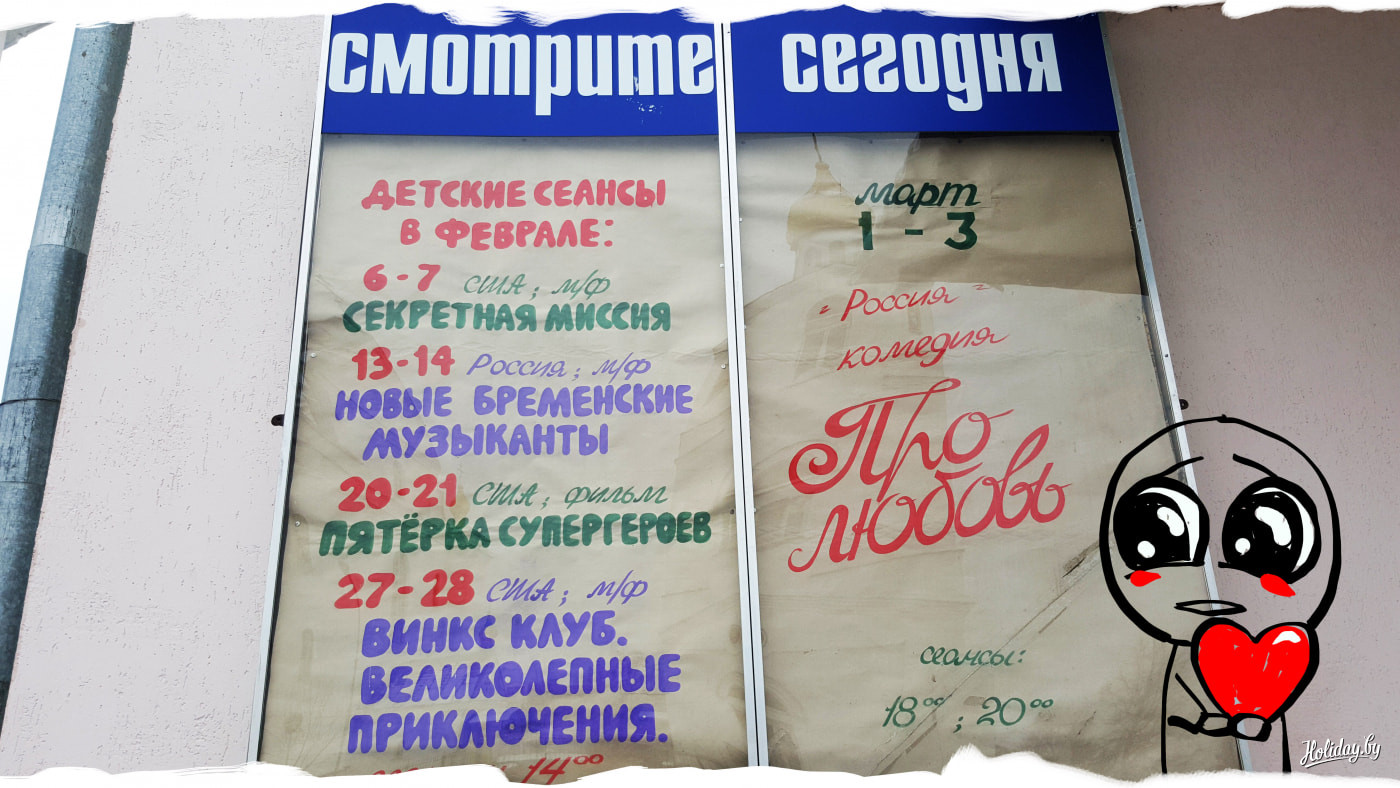 смотрите сегодня
ДЕТСКИЕ СЕАНСЫ
В ФЕВРАЛЕ:
6-7 США; м/ф
СЕКРЕТНАЯ МИССИЯ
13-14 Россия; м/ф
НОВЫЕ БРЕМЕНСКИЕ
МУЗЫКАНТЫ
20-21 США; фильм
ПЯТЁРКА СУПЕРГЕРОЕВ
27-28 США; м/ф
ВИНКС КЛУБ.
ВЕЛИКОЛЕПНЫЕ
ПРИКЛЮЧЕНИЯ.
14⁰⁰
март
1 - 3
"Россия"
комедия
Про
любовь
сеансы:
18⁰⁰; 20⁰⁰
Holiday.by